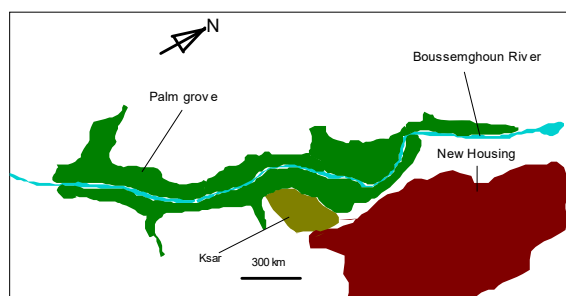 N
Boussemghoun River
Palm grove
New Housing
Ksar
300 km